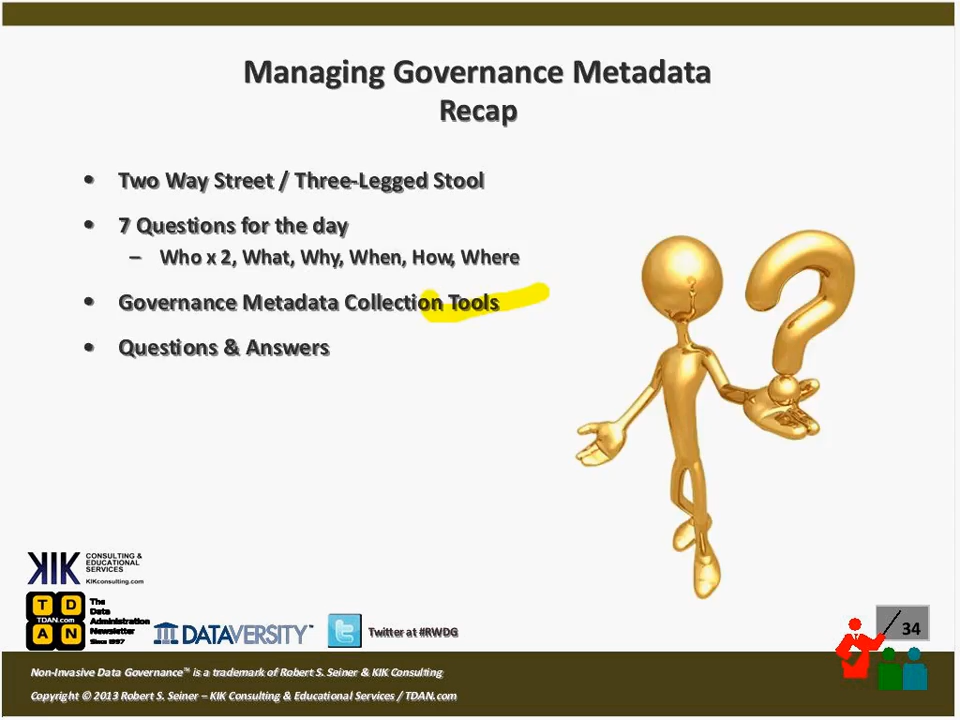 Managing Governance Metadata
Recap
• Two Way Street / Three-Legged Stool
• 7 Questions for the day
– Who x 2, What, Why, When, How, Where
• Governance Metadata Collection Tools
• Questions & Answers
KIK CONSULTING &
EDUCATIONAL
SERVICES
KIKconsulting.com
T D
TDAN.com
A N
The
Data
Administration
Newsletter
Since 1997
DATAVERSITY™
Twitter at #RWDG
34
Non-Invasive Data Governance™ is a trademark of Robert S. Seiner & KIK Consulting
Copyright © 2013 Robert S. Seiner – KIK Consulting & Educational Services / TDAN.com